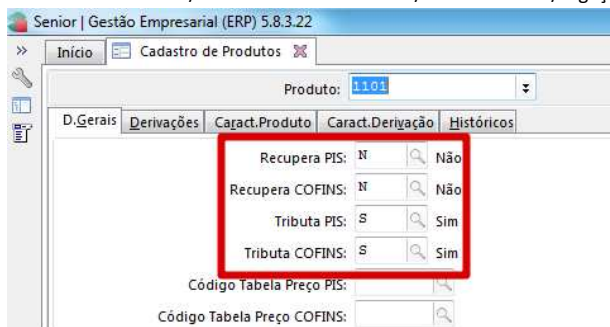 Senior | Gestão Empresarial (ERP) 5.8.3.22
» Início Cadastro de Produtos
Produto: 1101
D.Gerais Derivações Caract.Produto Caract.Derivação Históricos
Recupera PIS: N Não
Recupera COFINS: N Não
Tributa PIS: S Sim
Tributa COFINS: S Sim
Código Tabela Preço PIS:
Código Tabela Preço COFINS: